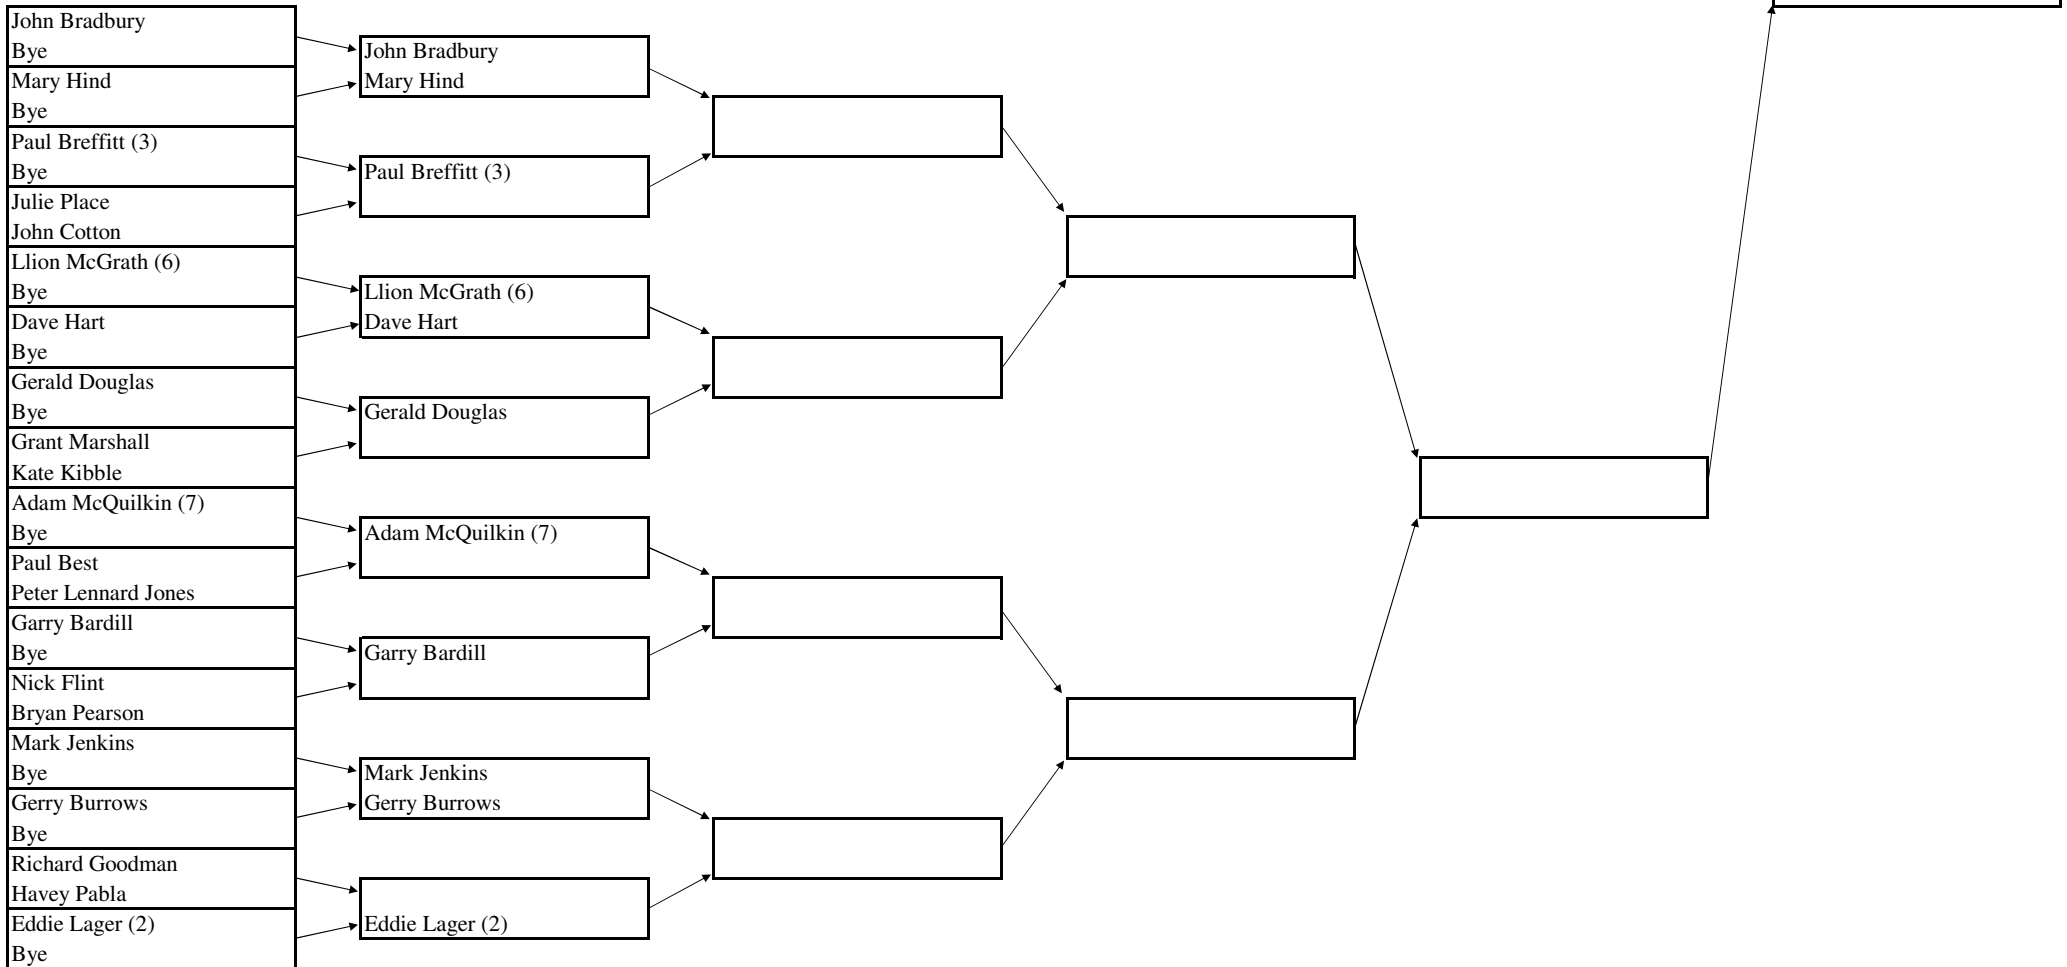 John Bradbury
Bye
Mary Hind
Bye
Paul Breffitt (3)
Bye
Julie Place
John Cotton
Llion McGrath (6)
Bye
Dave Hart
Bye
Gerald Douglas
Bye
Grant Marshall
Kate Kibble
Adam McQuilkin (7)
Bye
Paul Best
Peter Lennard Jones
Garry Bardill
Bye
Nick Flint
Bryan Pearson
Mark Jenkins
Bye
Gerry Burrows
Bye
Richard Goodman
Havey Pabla
Eddie Lager (2)
Bye
John Bradbury
Mary Hind
Paul Breffitt (3)
Llion McGrath (6)
Dave Hart
Gerald Douglas
Adam McQuilkin (7)
Garry Bardill
Mark Jenkins
Gerry Burrows
Eddie Lager (2)